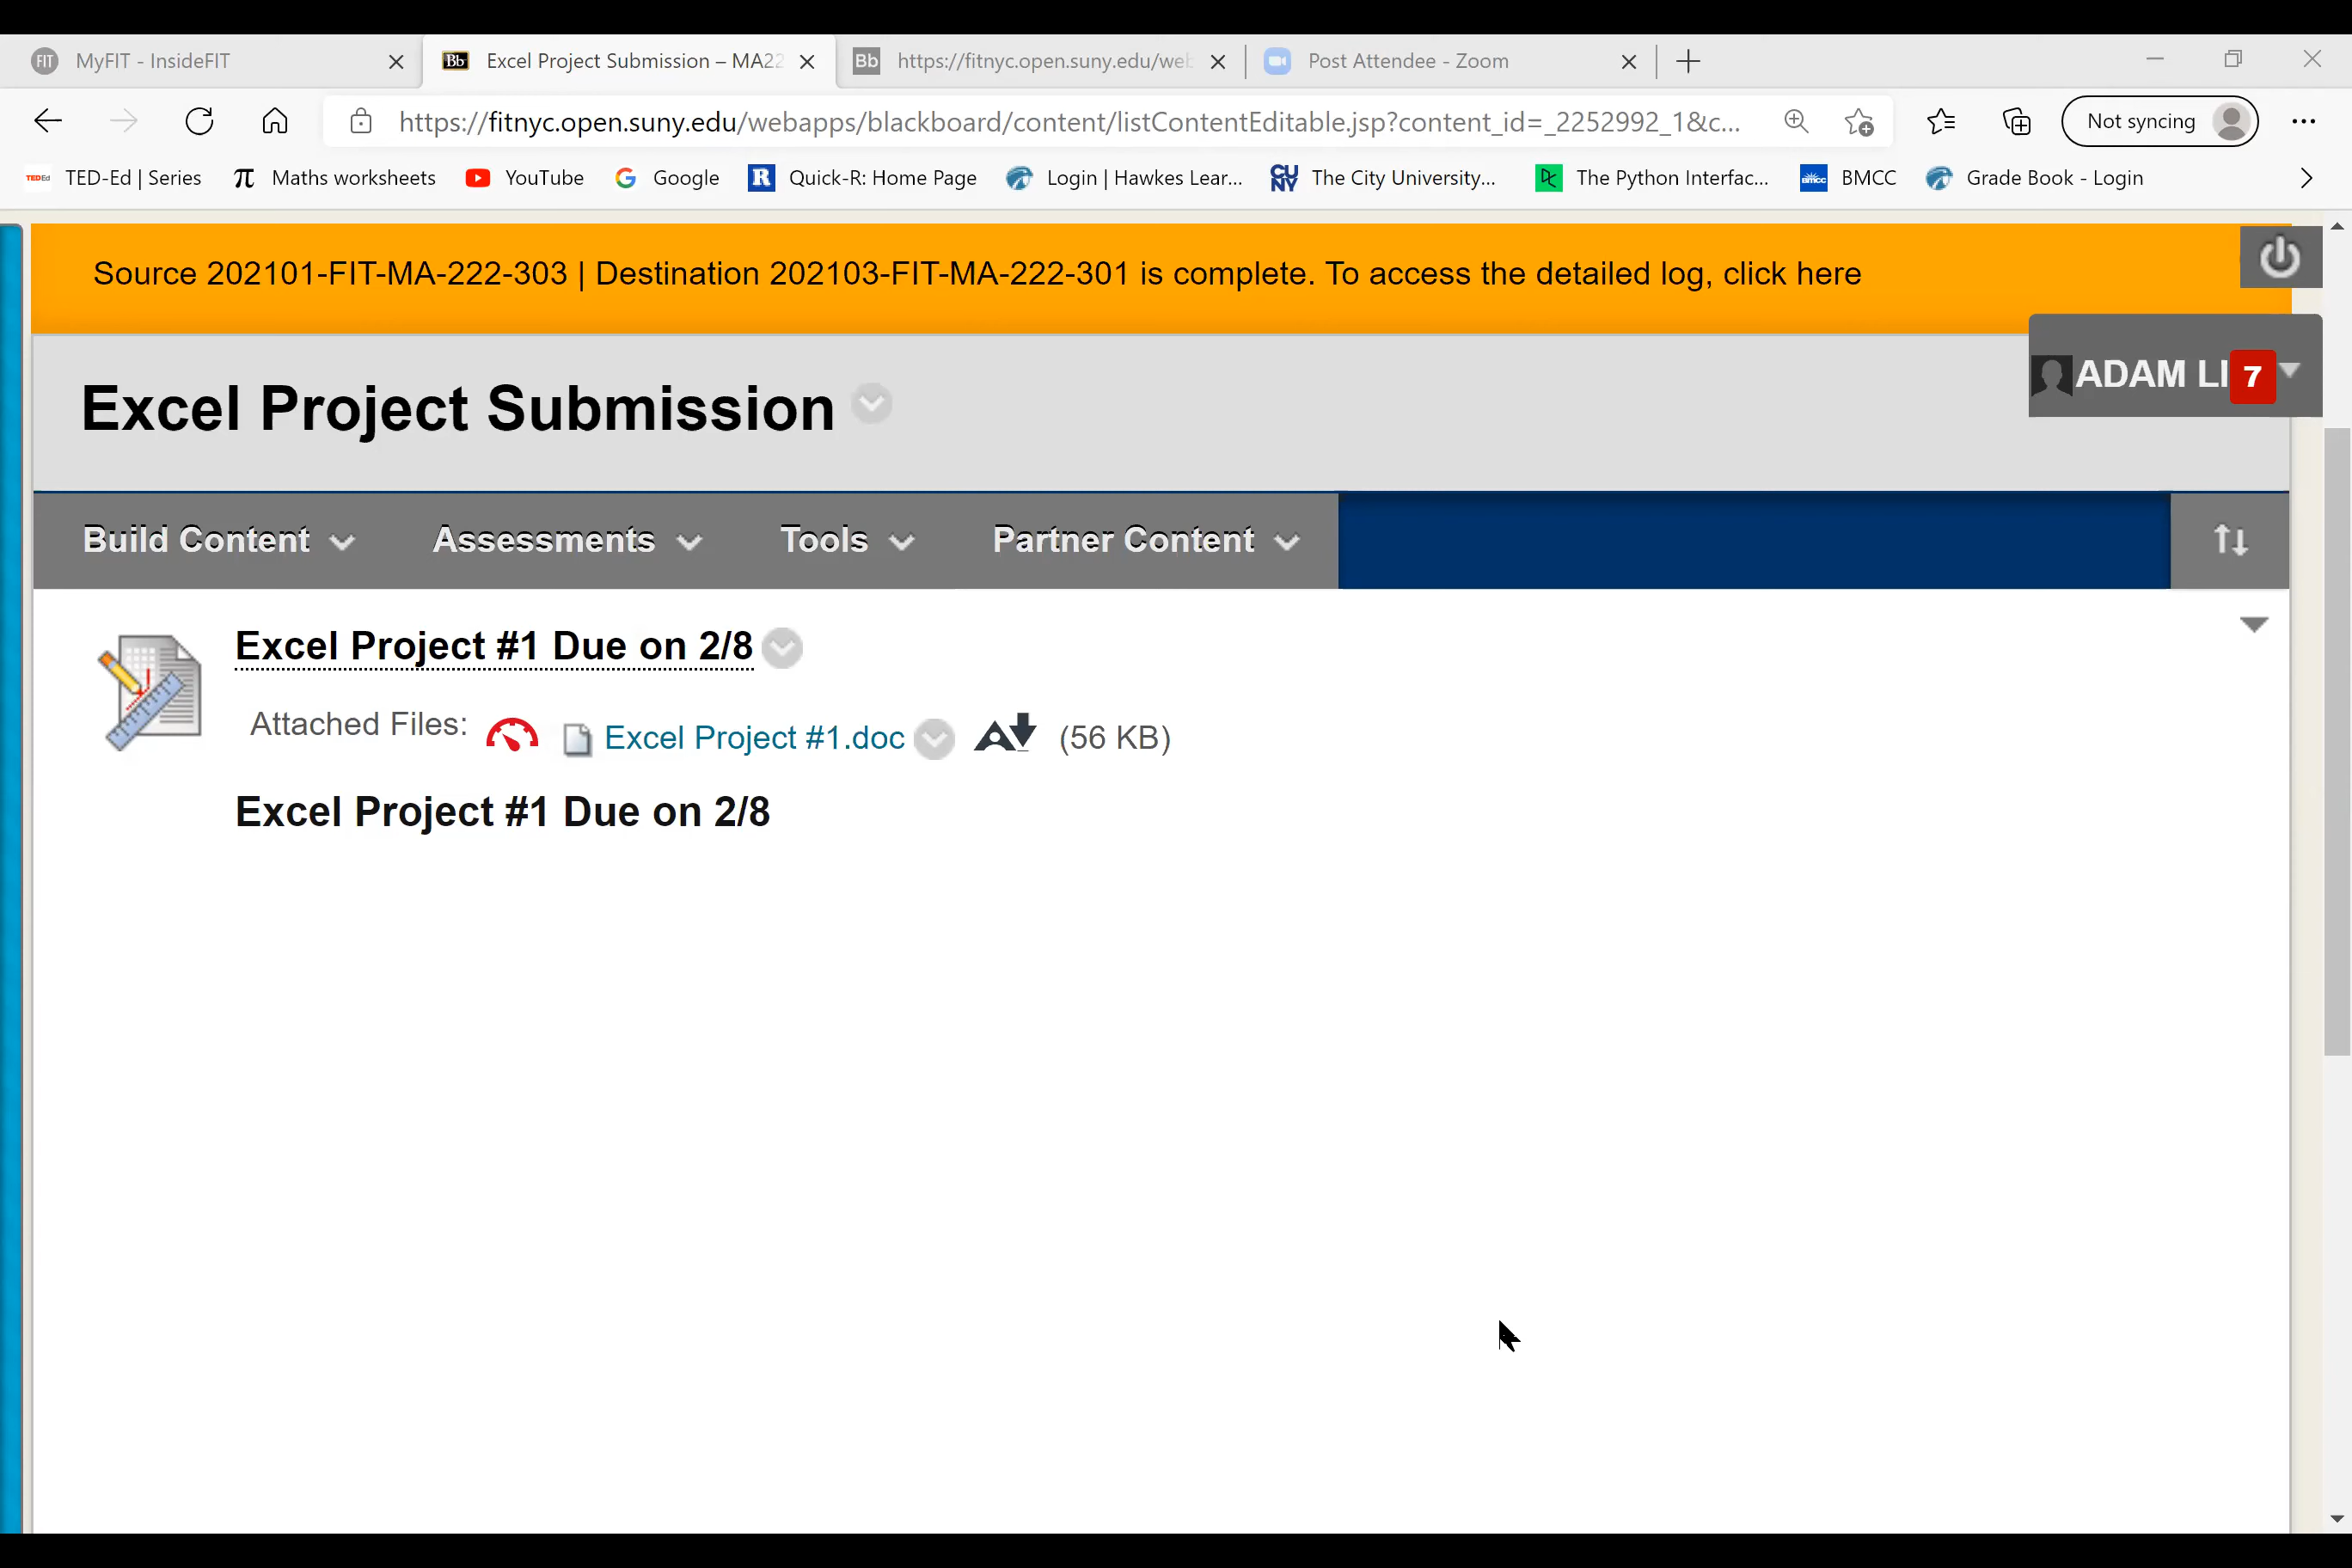 FIT MyFIT - InsideFIT
Bb Excel Project Submission – MA22
Bb https://fitnyc.open.suny.edu/we
Post Attendee - Zoom
https://fitnyc.open.suny.edu/webapps/blackboard/content/listContentEditable.jsp?content_id=_2252992_1&c...
Not syncing
TED-Ed | Series
Maths worksheets
YouTube
Google
R Quick-R: Home Page
Login | Hawkes Lear...
CUNY The City University...
The Python Interfac...
BMCC BMCC
Grade Book - Login
Source 202101-FIT-MA-222-303 | Destination 202103-FIT-MA-222-301 is complete. To access the detailed log, click here
ADAM LI 7
Excel Project Submission
Build Content
Assessments
Tools
Partner Content
Excel Project #1 Due on 2/8
Attached Files: Excel Project #1.doc (56 KB)
Excel Project #1 Due on 2/8